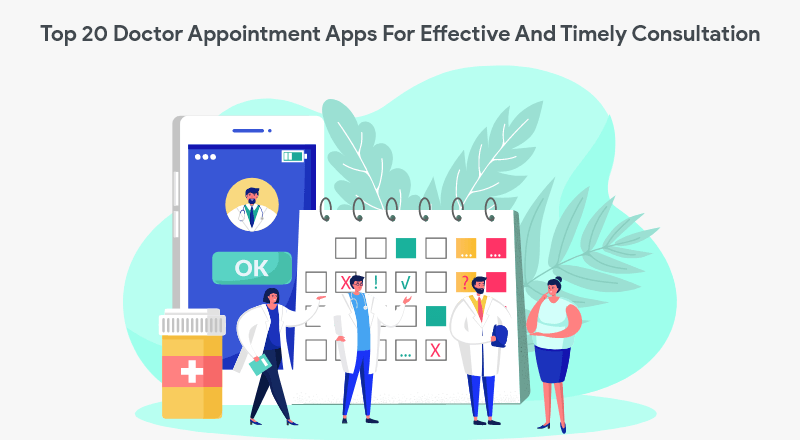 Top 20 Doctor Appointment Apps For Effective And Timely Consultation
OK
X ! √ ?
... X